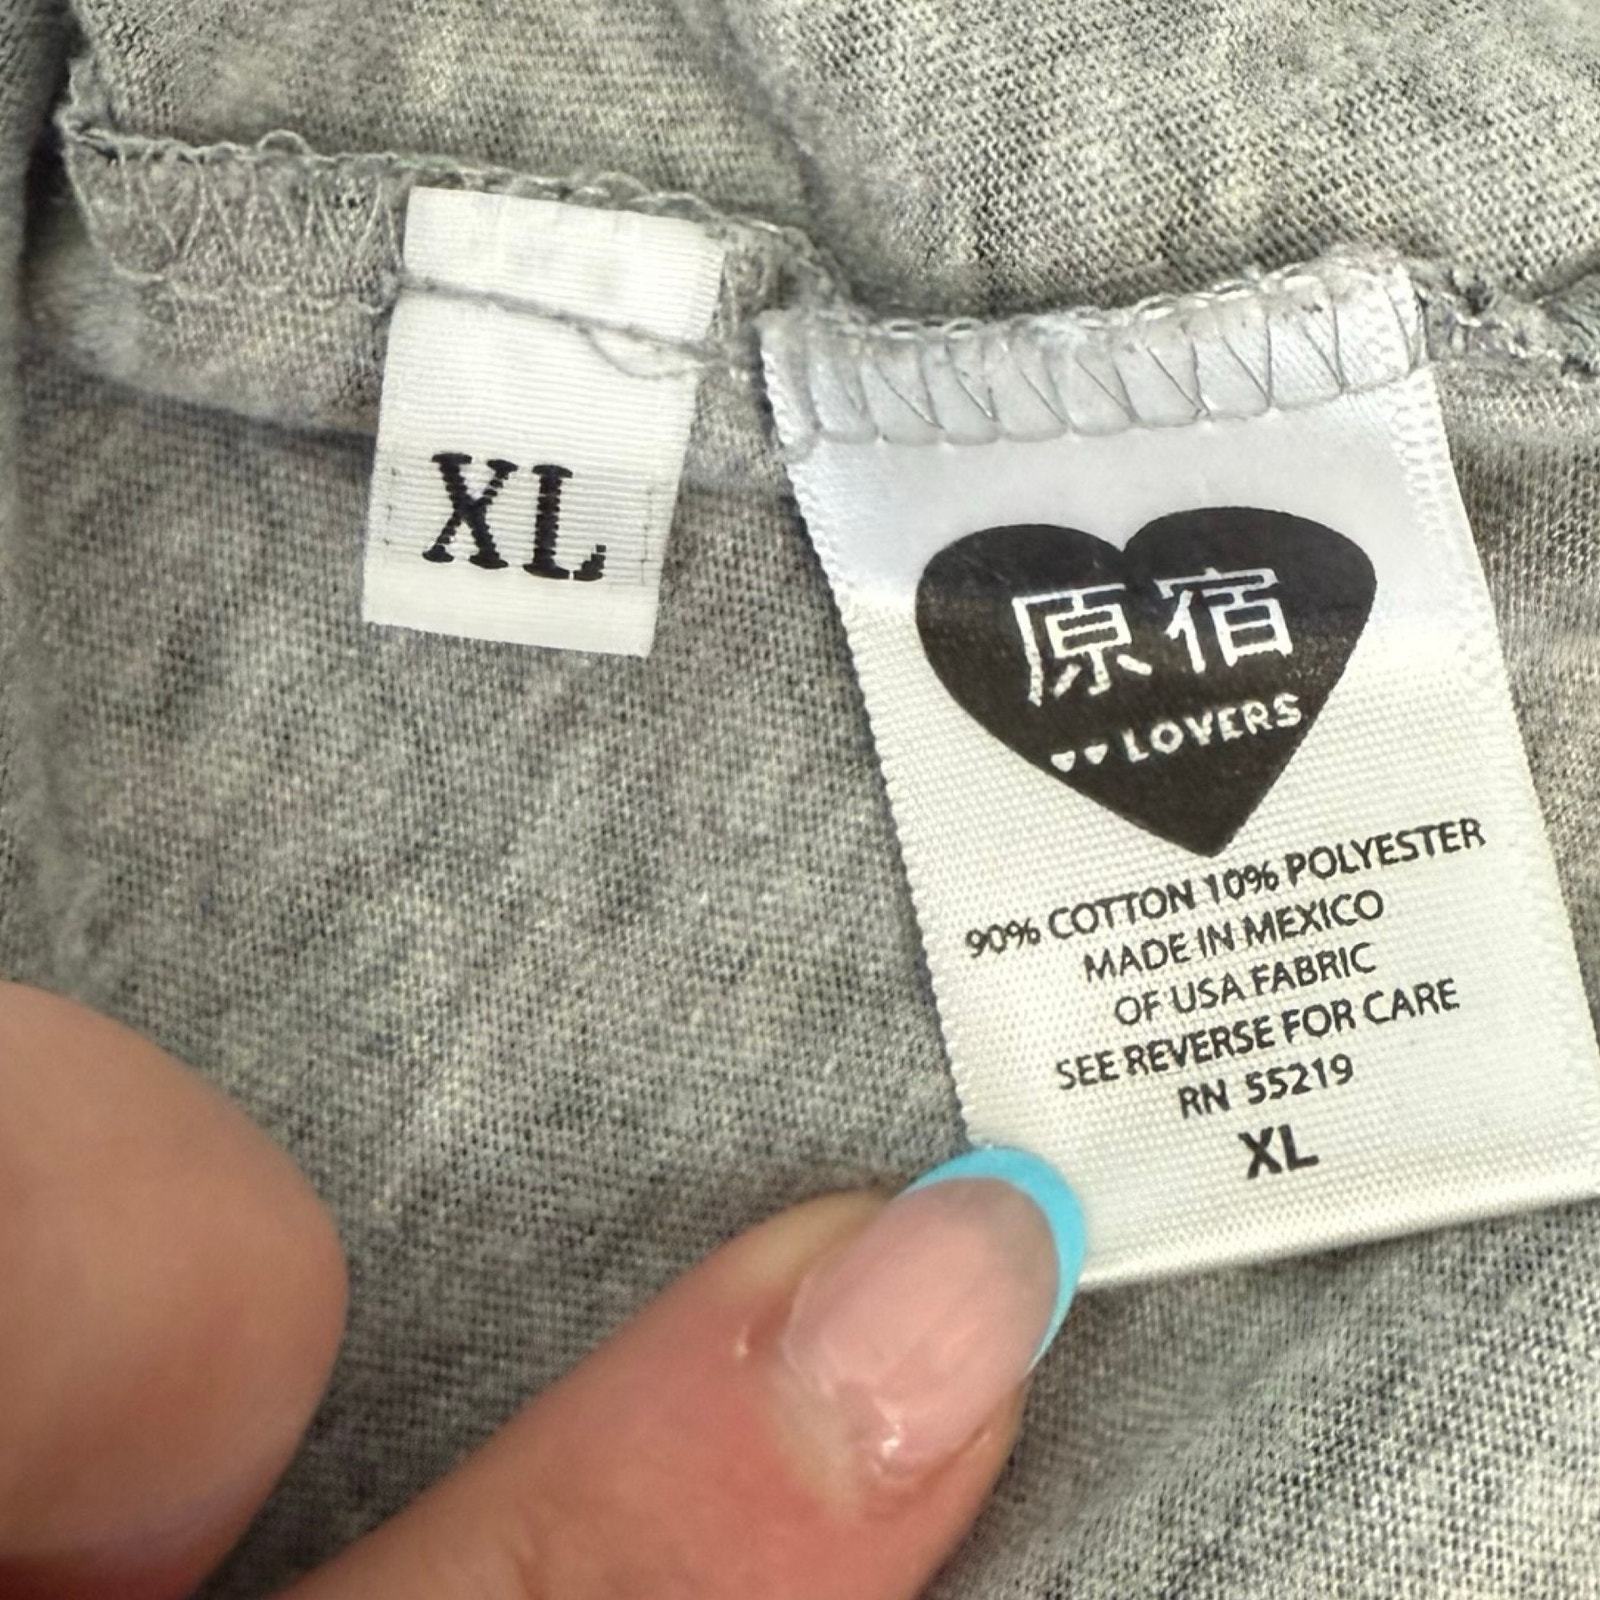 XL
原宿
LOVERS
90% COTTON 10% POLYESTER
MADE IN MEXICO
OF USA FABRIC
SEE REVERSE FOR CARE
RN 55219
XL